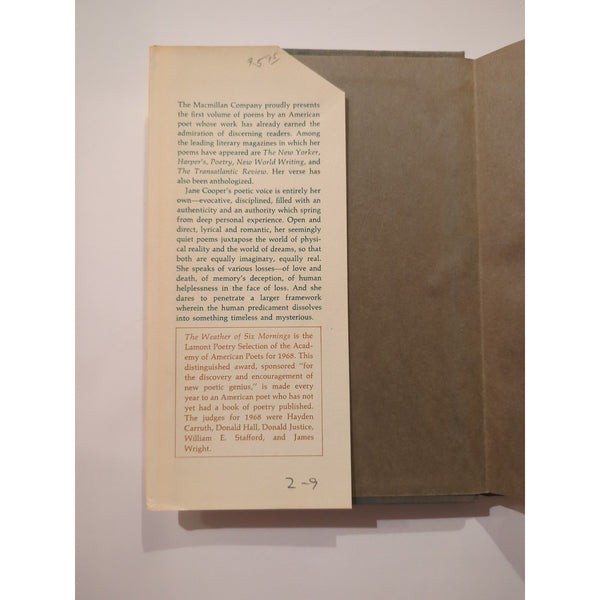 The Macmillan Company proudly presents
the first volume of poems by an American
poet whose work has already earned the
admiration of discerning readers. Among
the leading literary magazines in which her
poems have appeared are The New Yorker,
Harper's, Poetry, New World Writing, and
The Transatlantic Review. Her verse has
also been anthologized.
Jane Cooper's poetic voice is entirely her
own—evocative, disciplined, filled with an
authenticity and an authority which spring
from deep personal experience. Open and
direct, lyrical and romantic, her seemingly
quiet poems juxtapose the world of physi-
cal reality and the world of dreams, so that
both are equally imaginary, equally real.
She speaks of various losses—of love and
death, of memory's deception, of human
helplessness in the face of loss. And she
dares to penetrate a larger framework
wherein the human predicament dissolves
into something timeless and mysterious.
The Weather of Six Mornings is the
Lamont Poetry Selection of the Acad-
emy of American Poets for 1968. This
distinguished award, sponsored "for
the discovery and encouragement of
new poetic genius," is made every
year to an American poet who has not
yet had a book of poetry published.
The judges for 1968 were Hayden
Carruth, Donald Hall, Donald Justice,
William E. Stafford, and James
Wright.
2-9